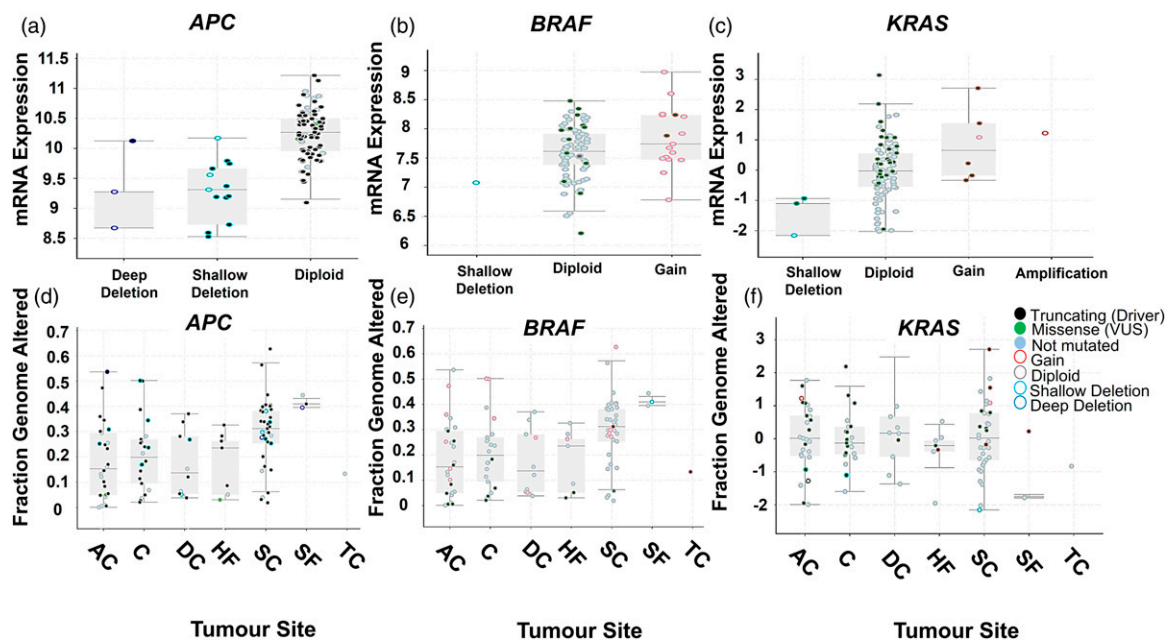 (a) APC
mRNA Expression
11.5
11
10.5
10
9.5
9
8.5
Deep Deletion
Shallow Deletion
Diploid
(b) BRAF
mRNA Expression
9
8.5
8
7.5
7
6.5
6
Shallow Deletion
Diploid
Gain
(c) KRAS
mRNA Expression
3
2
1
0
-1
-2
Shallow Deletion
Diploid
Gain
Amplification
(d) APC
Fraction Genome Altered
0.7
0.6
0.5
0.4
0.3
0.2
0.1
0
AC C DC HF SC SF TC
Tumour Site
(e) BRAF
Fraction Genome Altered
0.7
0.6
0.5
0.4
0.3
0.2
0.1
0
AC C DC HF SC SF TC
Tumour Site
(f) KRAS
Fraction Genome Altered
3
2
1
0
-1
-2
AC C DC HF SC SF TC
Tumour Site
Truncating (Driver)
Missense (VUS)
Not mutated
Gain
Diploid
Shallow Deletion
Deep Deletion